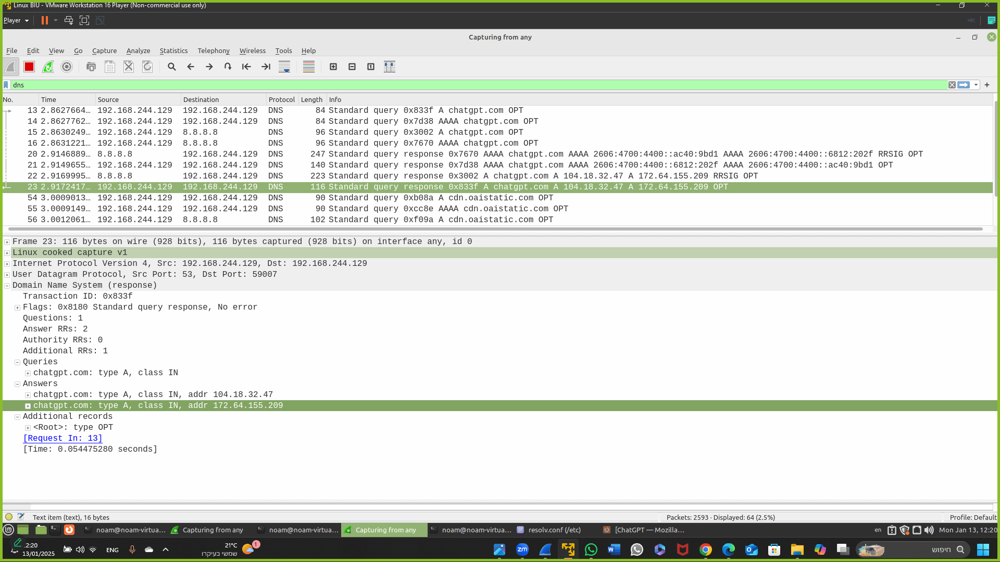 Linux BIU - VMware Workstation 16 Player (Non-commercial use only)
Player
Capturing from any
File Edit View Go Capture Analyze Statistics Telephony Wireless Tools Help
dns
No. Time Source Destination Protocol Length Info
13 2.8627664… 192.168.244.129 192.168.244.129 DNS 84 Standard query 0x833f A chatgpt.com OPT
14 2.8627762… 192.168.244.129 192.168.244.129 DNS 84 Standard query 0x7d38 AAAA chatgpt.com OPT
15 2.8630249… 192.168.244.129 8.8.8.8 DNS 96 Standard query 0x3002 A chatgpt.com OPT
16 2.8631221… 192.168.244.129 8.8.8.8 DNS 96 Standard query 0x7670 AAAA chatgpt.com OPT
20 2.9146889… 8.8.8.8 192.168.244.129 DNS 247 Standard query response 0x7670 AAAA chatgpt.com AAAA 2606:4700:4400::ac40:9bd1 AAAA 2606:4700:4400::6812:202f RRSIG OPT
21 2.9149655… 192.168.244.129 192.168.244.129 DNS 140 Standard query response 0x7d38 AAAA chatgpt.com AAAA 2606:4700:4400::6812:202f AAAA 2606:4700:4400::ac40:9bd1 OPT
22 2.9169995… 8.8.8.8 192.168.244.129 DNS 223 Standard query response 0x3002 A chatgpt.com A 104.18.32.47 A 172.64.155.209 RRSIG OPT
23 2.9172417… 192.168.244.129 192.168.244.129 DNS 116 Standard query response 0x833f A chatgpt.com A 104.18.32.47 A 172.64.155.209 OPT
54 3.0009013… 192.168.244.129 192.168.244.129 DNS 90 Standard query 0xb08a A cdn.oaistatic.com OPT
55 3.0009149… 192.168.244.129 192.168.244.129 DNS 90 Standard query 0xcc8e AAAA cdn.oaistatic.com OPT
56 3.0012061… 192.168.244.129 8.8.8.8 DNS 102 Standard query 0xf09a A cdn.oaistatic.com OPT
Frame 23: 116 bytes on wire (928 bits), 116 bytes captured (928 bits) on interface any, id 0
Linux cooked capture v1
Internet Protocol Version 4, Src: 192.168.244.129, Dst: 192.168.244.129
User Datagram Protocol, Src Port: 53, Dst Port: 59007
Domain Name System (response)
Transaction ID: 0x833f
Flags: 0x8180 Standard query response, No error
Questions: 1
Answer RRs: 2
Authority RRs: 0
Additional RRs: 1
Queries
chatgpt.com: type A, class IN
Answers
chatgpt.com: type A, class IN, addr 104.18.32.47
chatgpt.com: type A, class IN, addr 172.64.155.209
Additional records
<Root>: type OPT
[Request In: 13]
[Time: 0.054475280 seconds]
Text item (text), 16 bytes Packets: 2593 · Displayed: 64 (2.5%) Profile: Default
noam@noam-virtua… Capturing from any noam@noam-virtua… Capturing from any noam@noam-virtua… resolv.conf (/etc) [ChatGPT — Mozilla… en Mon Jan 13, 12:20
12:20
13/01/2025
ENG
21°C
שמשי בעיקרו
1
zm
חיפוש